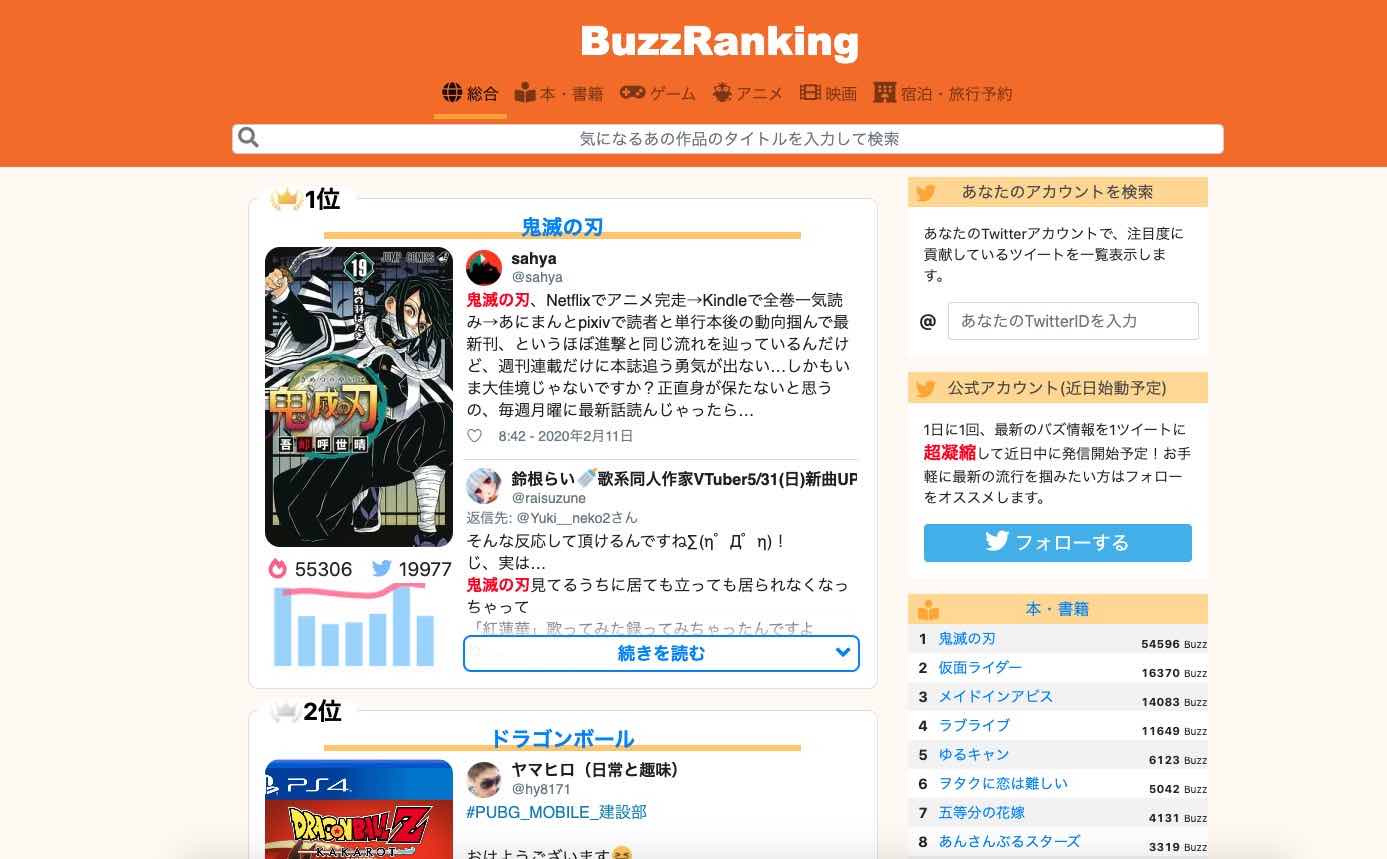 BuzzRanking
総合 本・書籍 ゲーム アニメ 映画 宿泊・旅行予約
気になるあの作品のタイトルを入力して検索
1位
鬼滅の刃
JUMP COMICS
19
蝶の羽ばたき
鬼滅の刃
吾峠呼世晴
55306 19977
sahya
@sahya
鬼滅の刃、Netflixでアニメ完走→Kindleで全巻一気読
み→あにまんとpixivで読者と単行本後の動向掴んで最
新刊、というほぼ進撃と同じ流れを辿っているんだけ
ど、週刊連載だけに本誌追う勇気が出ない…しかもい
ま大佳境じゃないですか？正直身が保たないと思う
の、毎週月曜に最新話読んじゃったら…
♡ 8:42 - 2020年2月11日
鈴根らい🍼歌系同人作家VTuber5/31(日)新曲UP
@raisuzune
返信先: @Yuki__neko2さん
そんな反応して頂けるんですね∑(η゜Д゜η)！
じ、実は…
鬼滅の刃見てるうちに居ても立っても居られなくなっ
ちゃって
「紅蓮華」歌ってみた録ってみちゃったんですよ
続きを読む
2位
ドラゴンボール
PS4
DRAGON BALL Z
KAKAROT
ヤマヒロ（日常と趣味）
@hy8171
#PUBG_MOBILE_建設部
おはようございます😆
あなたのアカウントを検索
あなたのTwitterアカウントで、注目度に
貢献しているツイートを一覧表示しま
す。
@ あなたのTwitterIDを入力
公式アカウント(近日始動予定)
1日に1回、最新のバズ情報を1ツイートに
超凝縮して近日中に発信開始予定！お手
軽に最新の流行を掴みたい方はフォロー
をオススメします。
フォローする
本・書籍
1 鬼滅の刃 54596 Buzz
2 仮面ライダー 16370 Buzz
3 メイドインアビス 14083 Buzz
4 ラブライブ 11649 Buzz
5 ゆるキャン 6123 Buzz
6 ヲタクに恋は難しい 5042 Buzz
7 五等分の花嫁 4131 Buzz
8 あんさんぶるスターズ 3319 Buzz